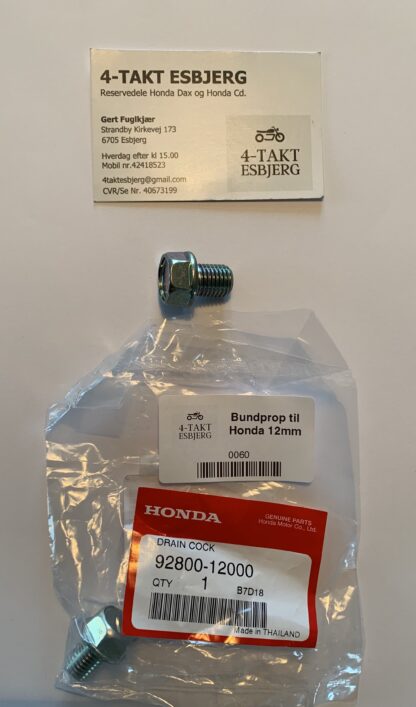 4-TAKT ESBJERG
Reservedele Honda Dax og Honda Cd.
Gert Fuglkjær
Strandby Kirkevej 173
6705 Esbjerg
Hverdag efter kl 15.00
Mobil nr.42418523
4taktesbjerg@gmail.com
CVR/Se Nr. 40673199
4-TAKT
ESBJERG
4-TAKT
ESBJERG
Bundprop til
Honda 12mm
0060
HONDA
GENUINE PARTS
Honda Motor Co., Ltd.
DRAIN COCK
92800-12000
QTY 1 B7D18
Made in THAILAND